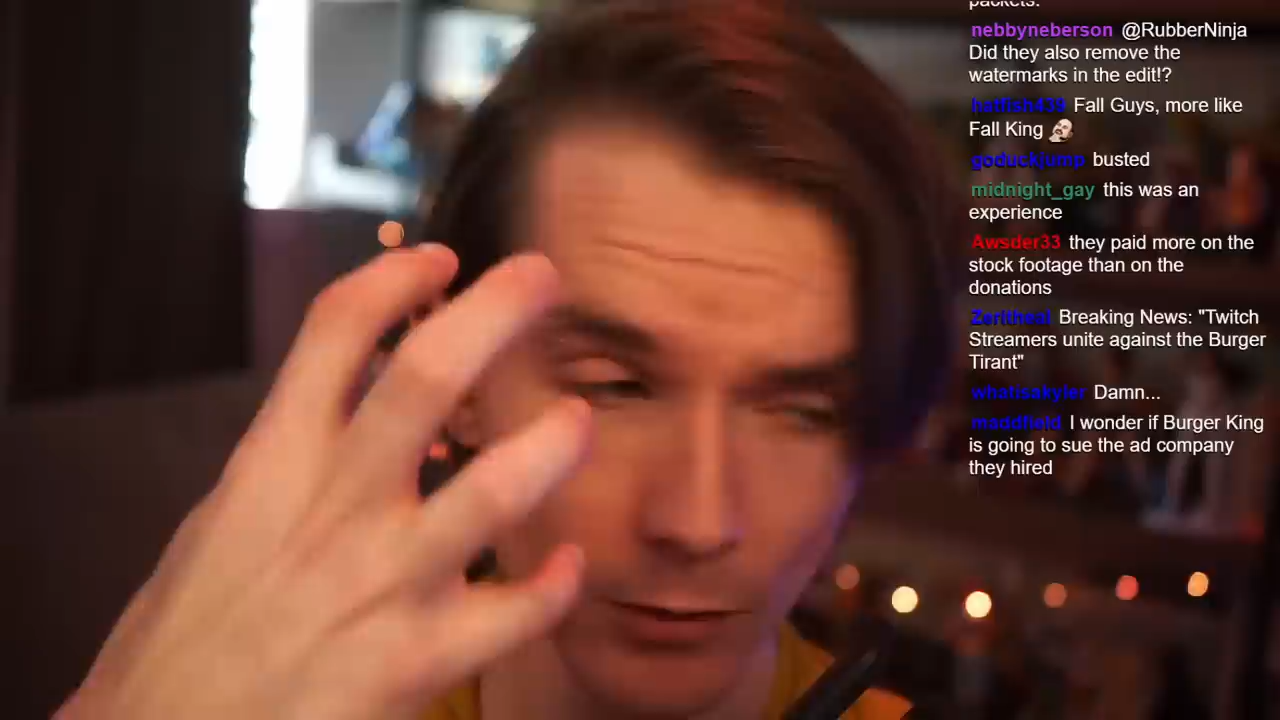 packets.
nebbyneberson @RubberNinja
Did they also remove the
watermarks in the edit!?
hatfish439 Fall Guys, more like
Fall King
goduckjump busted
midnight_gay this was an
experience
Awsder33 they paid more on the
stock footage than on the
donations
Zeritheal Breaking News: "Twitch
Streamers unite against the Burger
Tirant"
whatisakyler Damn...
maddfield I wonder if Burger King
is going to sue the ad company
they hired